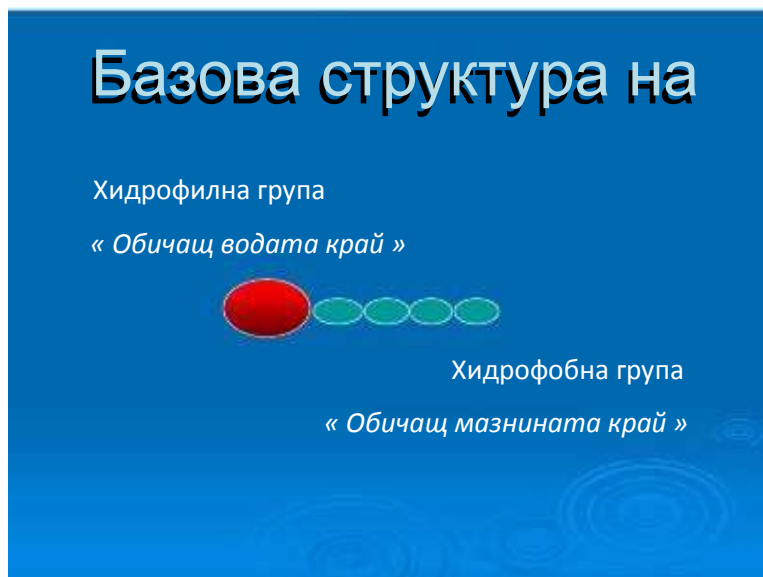 Базова структура на
Хидрофилна група
« Обичащ водата край »
Хидрофобна група
« Обичащ мазнината край »